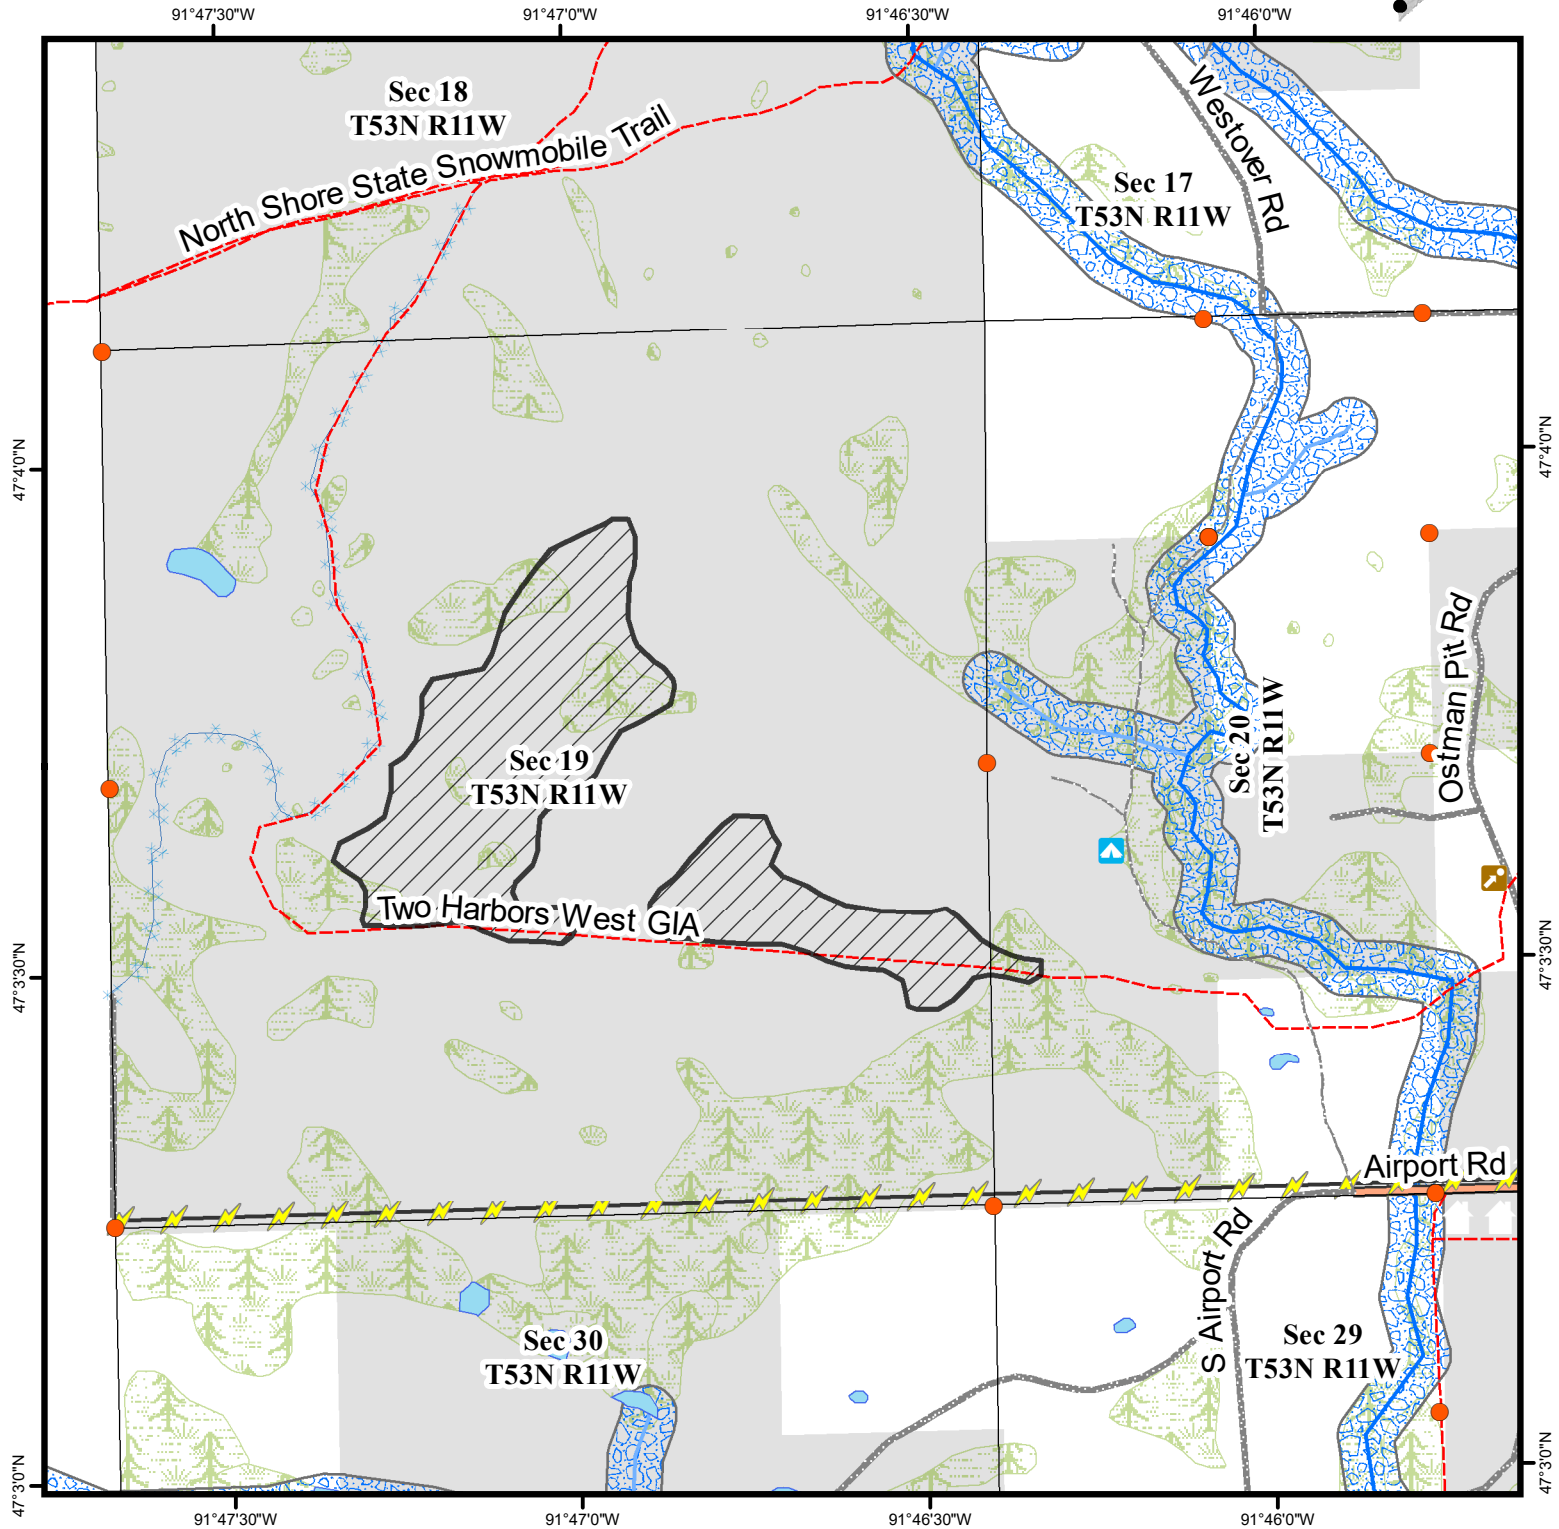 91°47'30"W
91°47'0"W
91°46'30"W
91°46'0"W
Sec 18
T53N R11W
North Shore State Snowmobile Trail
Westover Rd
Sec 17
T53N R11W
47°4'0"N
47°4'0"N
Ostman Pit Rd
Sec 20
T53N R11W
Sec 19
T53N R11W
Two Harbors West GIA
47°3'30"N
47°3'30"N
Airport Rd
S Airport Rd
Sec 30
T53N R11W
Sec 29
T53N R11W
47°3'0"N
47°3'0"N
91°47'30"W
91°47'0"W
91°46'30"W
91°46'0"W